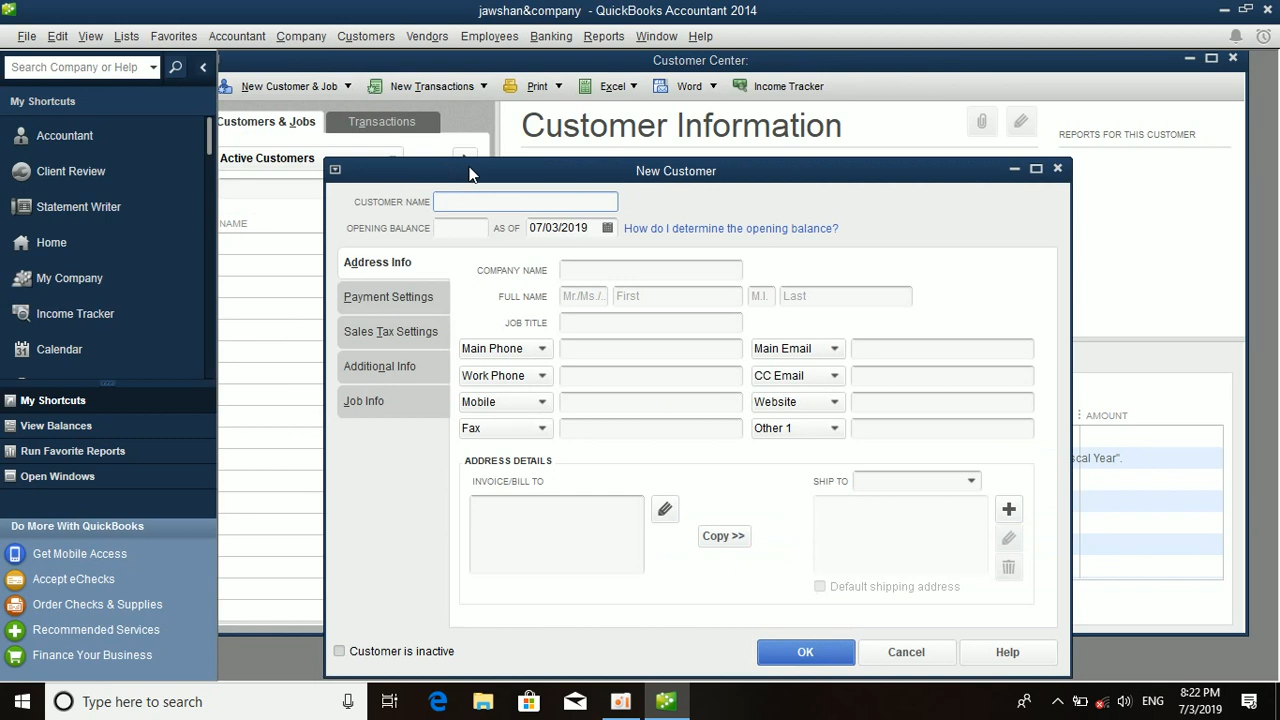 jawshan&company - QuickBooks Accountant 2014
File Edit View Lists Favorites Accountant Company Customers Vendors Employees Banking Reports Window Help
Search Company or Help
Customer Center:
New Customer & Job New Transactions Print Excel Word Income Tracker
My Shortcuts
Accountant
Client Review
Statement Writer
Home
My Company
Income Tracker
Calendar
My Shortcuts
View Balances
Run Favorite Reports
Open Windows
Do More With QuickBooks
Get Mobile Access
Accept eChecks
Order Checks & Supplies
Recommended Services
Finance Your Business
Customers & Jobs Transactions
Active Customers
NAME
Customer Information
REPORTS FOR THIS CUSTOMER
AMOUNT
scal Year".
New Customer
CUSTOMER NAME
OPENING BALANCE AS OF 07/03/2019 How do I determine the opening balance?
Address Info
Payment Settings
Sales Tax Settings
Additional Info
Job Info
COMPANY NAME
FULL NAME Mr./Ms./.. First M.I. Last
JOB TITLE
Main Phone Main Email
Work Phone CC Email
Mobile Website
Fax Other 1
ADDRESS DETAILS
INVOICE/BILL TO SHIP TO
Copy >>
Default shipping address
Customer is inactive
OK Cancel Help
Type here to search
ENG
8:22 PM
7/3/2019